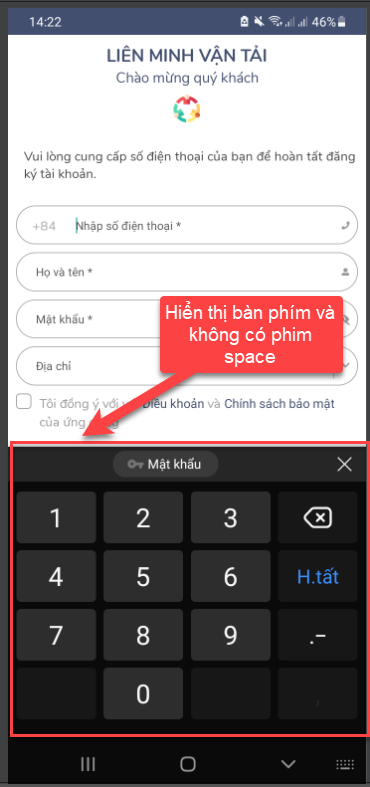 14:22 46%
LIÊN MINH VẬN TẢI
Chào mừng quý khách
Vui lòng cung cấp số điện thoại của bạn để hoàn tất đăng
ký tài khoản.
+84 Nhập số điện thoại *
Họ và tên *
Mật khẩu *
Hiển thị bàn phím và
không có phim
space
Địa chỉ
Tôi đồng ý với Điều khoản và Chính sách bảo mật
của ứng
Mật khẩu
1 2 3
4 5 6 H.tất
7 8 9 .-
0 ,